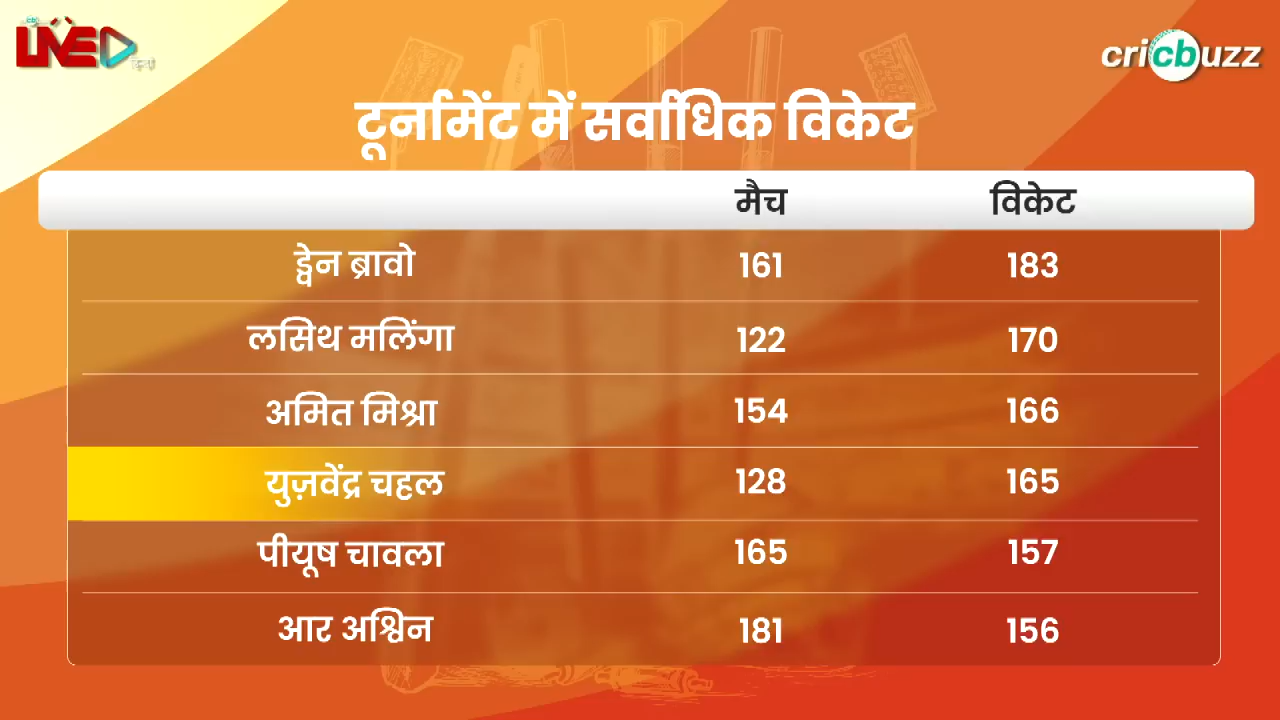 LIVE
हिन्दी
cricbuzz
टूर्नामेंट में सर्वाधिक विकेट
मैच विकेट
ड्वेन ब्रावो 161 183
लसिथ मलिंगा 122 170
अमित मिश्रा 154 166
युज़वेंद्र चहल 128 165
पीयूष चावला 165 157
आर अश्विन 181 156